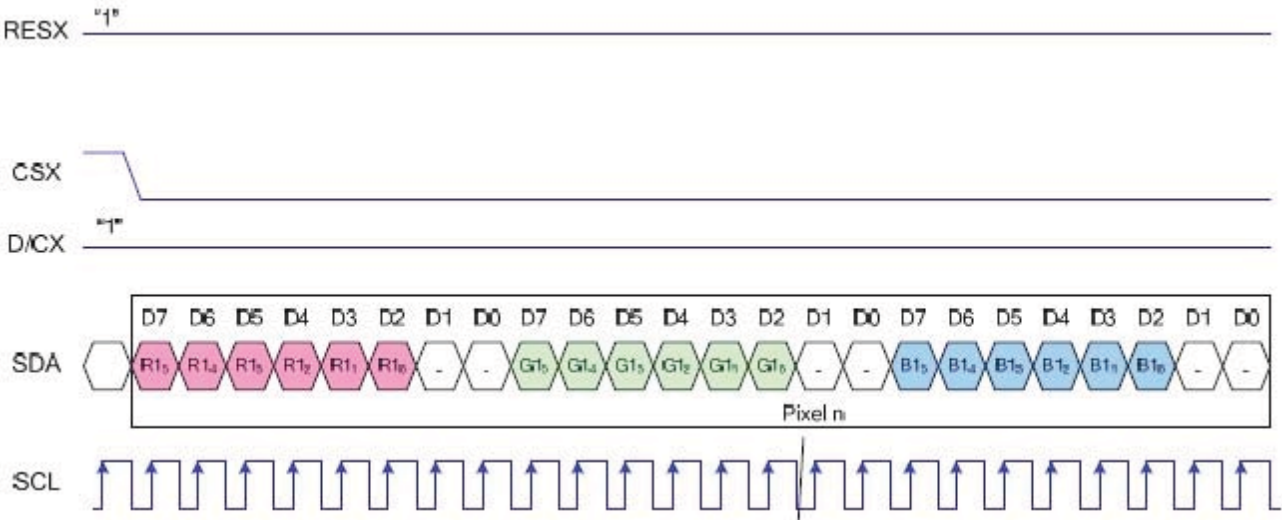 RESX "1"
CSX
D/CX "1"
D7 D6 D5 D4 D3 D2 D1 D0 D7 D6 D5 D4 D3 D2 D1 D0 D7 D6 D5 D4 D3 D2 D1 D0
SDA R1₅ R1₄ R1₃ R1₂ R1₁ R1₀ - - G1₅ G1₄ G1₃ G1₂ G1₁ G1₀ - - B1₅ B1₄ B1₃ B1₂ B1₁ B1₀ - -
Pixel n
SCL